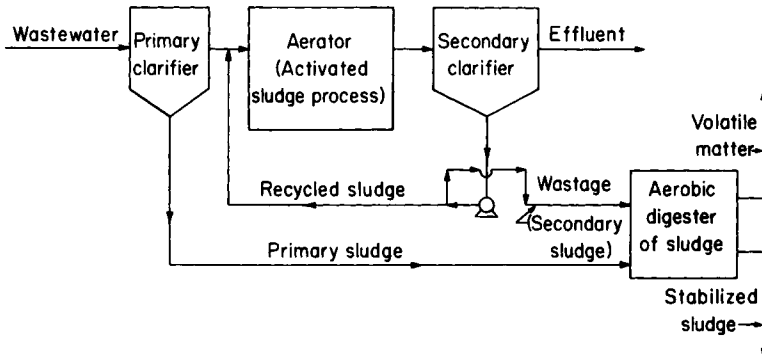 Wastewater
Primary
clarifier
Aerator
(Activated
sludge process)
Secondary
clarifier
Effluent
Volatile
matter
Recycled sludge
Wastage
(Secondary
sludge)
Aerobic
digester
of sludge
Primary sludge
Stabilized
sludge